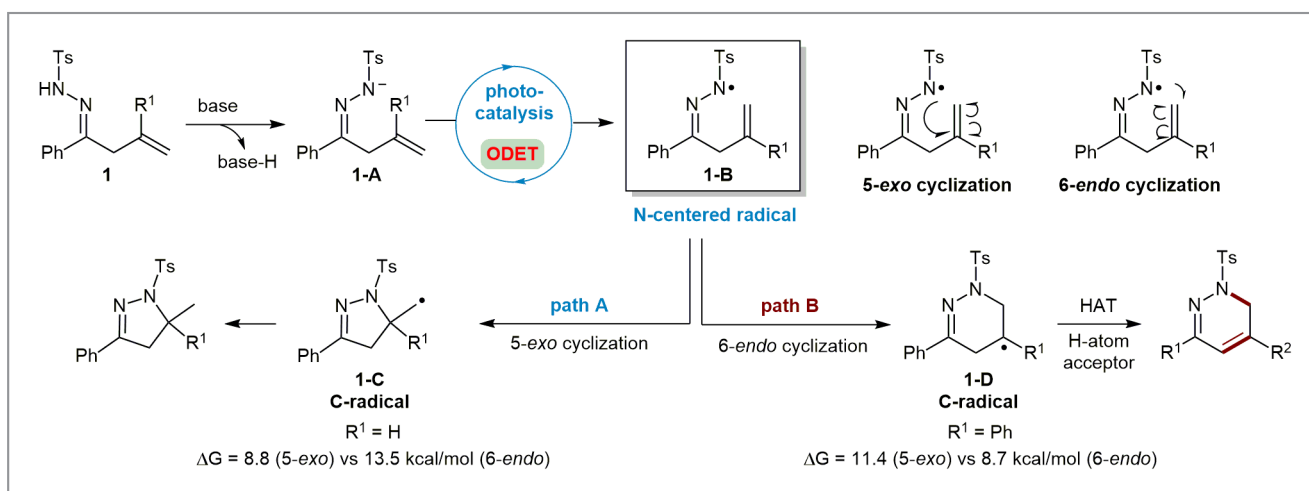 Ts
HN
N
R¹
Ph
1
base
base-H
Ts
N
N⁻
R¹
Ph
1-A
photo-
catalysis
ODET
Ts
N•
N
Ph
R¹
1-B
N-centered radical
Ts
N•
N
Ph
R¹
5-exo cyclization
Ts
N•
N
Ph
R¹
6-endo cyclization
Ts
N
N
Ph
R¹
Ts
N
N
•
Ph
R¹
1-C
C-radical
R¹ = H
ΔG = 8.8 (5-exo) vs 13.5 kcal/mol (6-endo)
path A
5-exo cyclization
path B
6-endo cyclization
Ts
N
N
Ph
•
R¹
1-D
C-radical
R¹ = Ph
ΔG = 11.4 (5-exo) vs 8.7 kcal/mol (6-endo)
HAT
H-atom
acceptor
Ts
N
N
R¹
R²